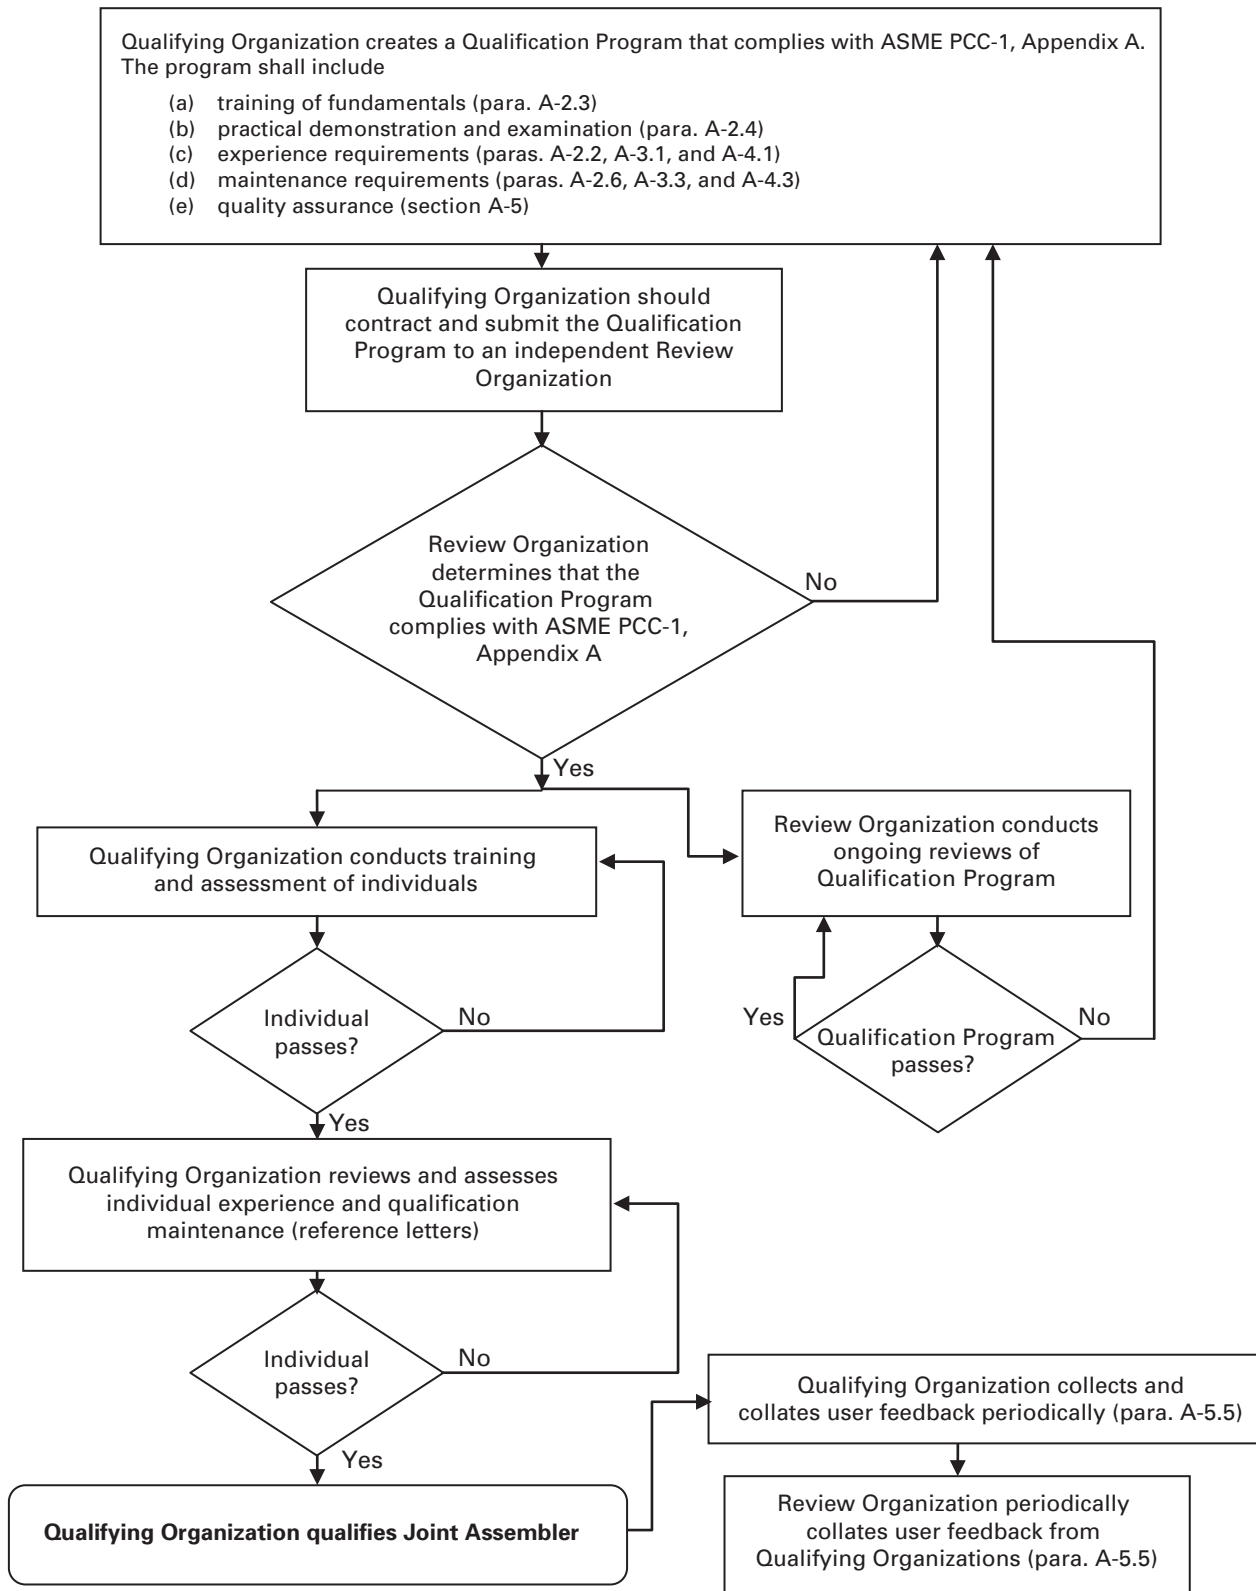 Qualifying Organization creates a Qualification Program that complies with ASME PCC-1, Appendix A.
The program shall include
(a) training of fundamentals (para. A-2.3)
(b) practical demonstration and examination (para. A-2.4)
(c) experience requirements (paras. A-2.2, A-3.1, and A-4.1)
(d) maintenance requirements (paras. A-2.6, A-3.3, and A-4.3)
(e) quality assurance (section A-5)
Qualifying Organization should
contract and submit the Qualification
Program to an independent Review
Organization
Review Organization
determines that the
Qualification Program
complies with ASME PCC-1,
Appendix A
No
Yes
Qualifying Organization conducts training
and assessment of individuals
Review Organization conducts
ongoing reviews of
Qualification Program
Individual
passes?
No
Yes
Qualification Program
passes?
Yes
No
Qualifying Organization reviews and assesses
individual experience and qualification
maintenance (reference letters)
Individual
passes?
No
Yes
Qualifying Organization qualifies Joint Assembler
Qualifying Organization collects and
collates user feedback periodically (para. A-5.5)
Review Organization periodically
collates user feedback from
Qualifying Organizations (para. A-5.5)